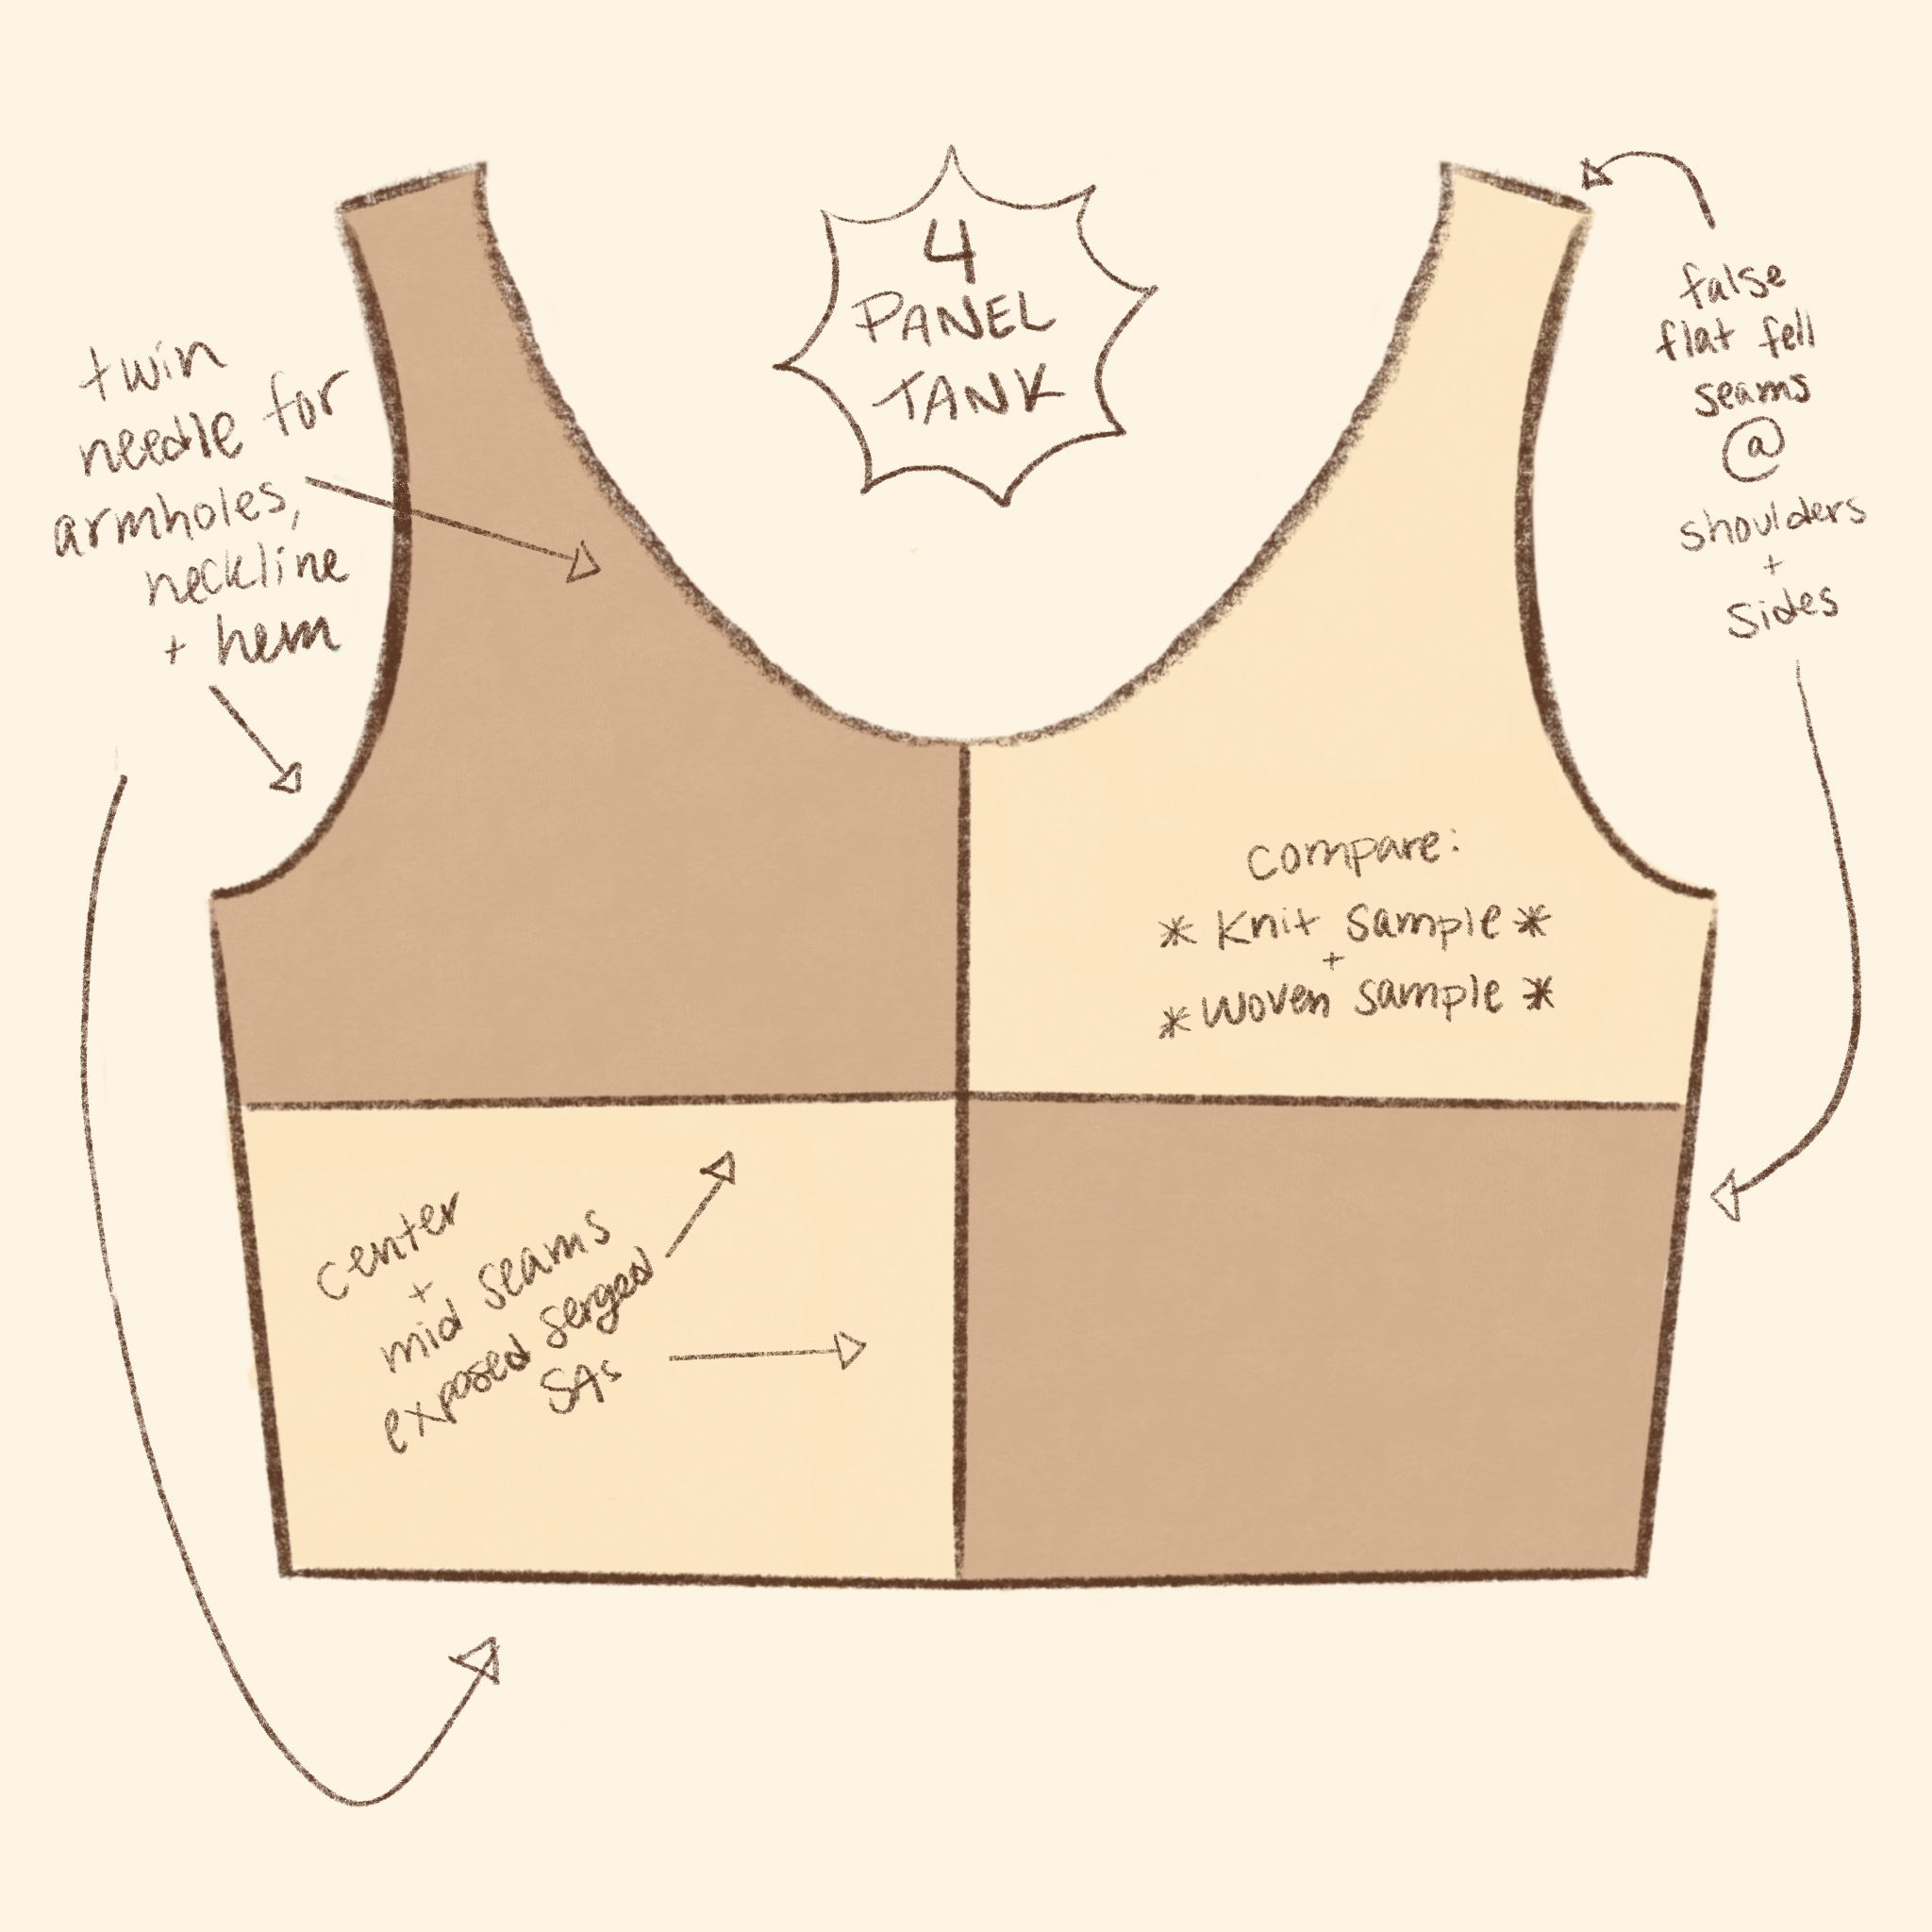 4
PANEL
TANK
twin
needle for
armholes,
neckline
+ hem
false
flat fell
seams
@
shoulders
+
sides
compare:
* Knit sample *
+
* woven sample *
center
+
mid seams
exposed serged
SAs